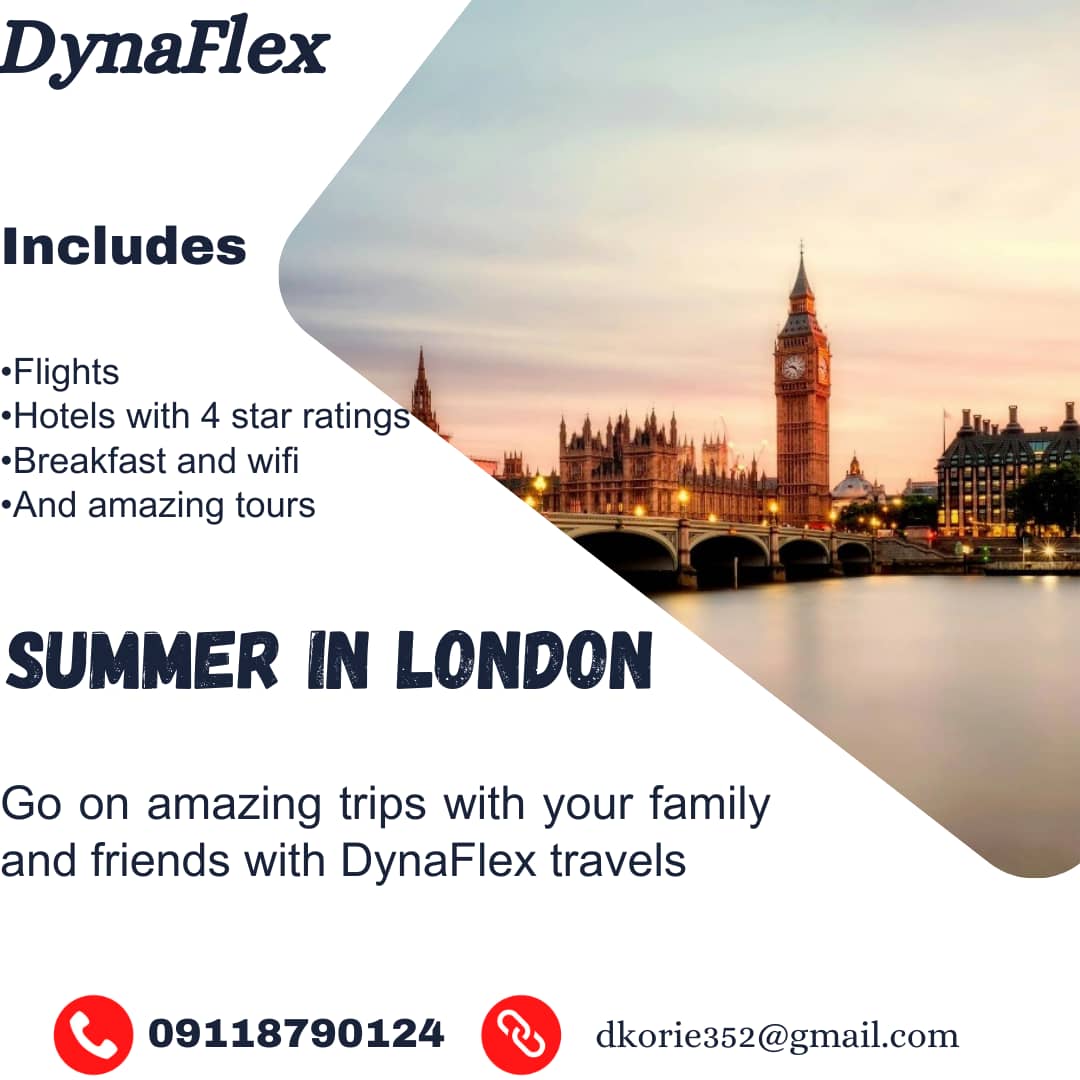 DynaFlex
Includes
•Flights
•Hotels with 4 star ratings
•Breakfast and wifi
•And amazing tours
SUMMER IN LONDON
Go on amazing trips with your family
and friends with DynaFlex travels
09118790124
dkorie352@gmail.com